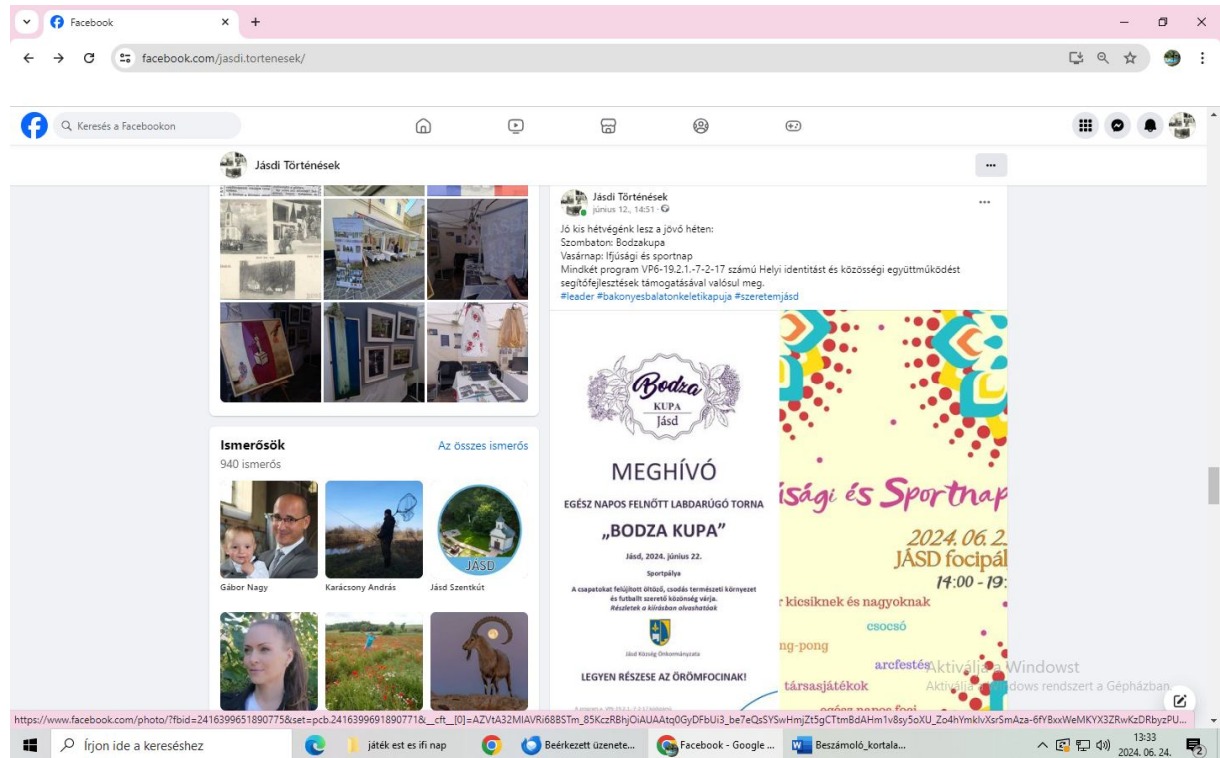 Facebook
facebook.com/jasdi.tortenesek/
Keresés a Facebookon
Jásdi Történések
Ismerősök
Az összes ismerős
940 ismerős
Gábor Nagy
Karácsony András
Jásd Szentkút
JÁSD
Jásdi Történések
június 12., 14:51
Jó kis hétvégénk lesz a jövő héten:
Szombaton: Bodzakupa
Vasárnap: Ifjúsági és sportnap
Mindkét program VP6-19.2.1.-7-2-17 számú Helyi identitást és közösségi együttműködést
segítőfejlesztések támogatásával valósul meg.
#leader #bakonyesbalatonkeletikapuja #szeretemjásd
Bodza
KUPA
Jásd
MEGHÍVÓ
EGÉSZ NAPOS FELNŐTT LABDARÚGÓ TORNA
„BODZA KUPA”
Jásd, 2024. június 22.
Sportpálya
A csapatokat felújított öltöző, csodás természeti környezet
és futballt szerető közönség várja.
Részletek a kiírásban olvashatóak
Jásd Község Önkormányzata
LEGYEN RÉSZESE AZ ÖRÖMFOCINAK!
úsági és Sportnap
2024. 06. 2
JÁSD focipál
14:00 - 19:
r kicsiknek és nagyoknak
csocsó
ng-pong
arcfestés
társasjátékok
egész napos foci
Aktiválja a Windowst
Aktiválja a Windows rendszert a Gépházban.
Írjon ide a kereséshez
játék est es ifi nap
Beérkezett üzenete...
Facebook - Google ...
Beszámoló_kortala...
13:33
2024. 06. 24.
2